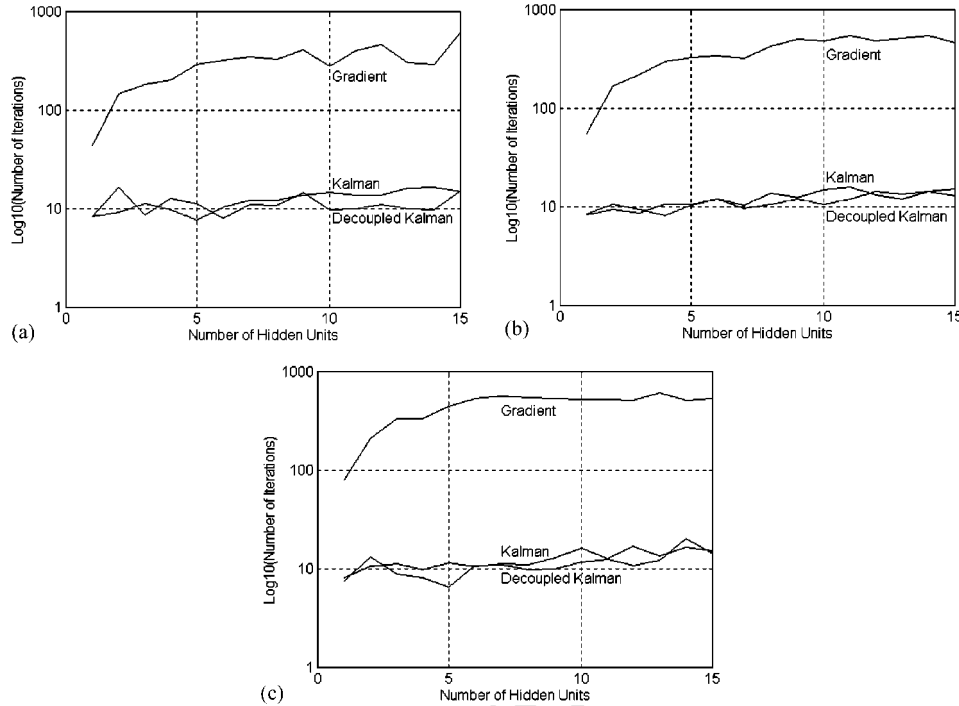 1000
100
10
1
Log10(Number of Iterations)
Gradient
Kalman
Decoupled Kalman
0
5
10
15
Number of Hidden Units
(a)
1000
100
10
1
Log10(Number of Iterations)
Gradient
Kalman
Decoupled Kalman
0
5
10
15
Number of Hidden Units
(b)
1000
100
10
1
Log10(Number of Iterations)
Gradient
Kalman
Decoupled Kalman
0
5
10
15
Number of Hidden Units
(c)